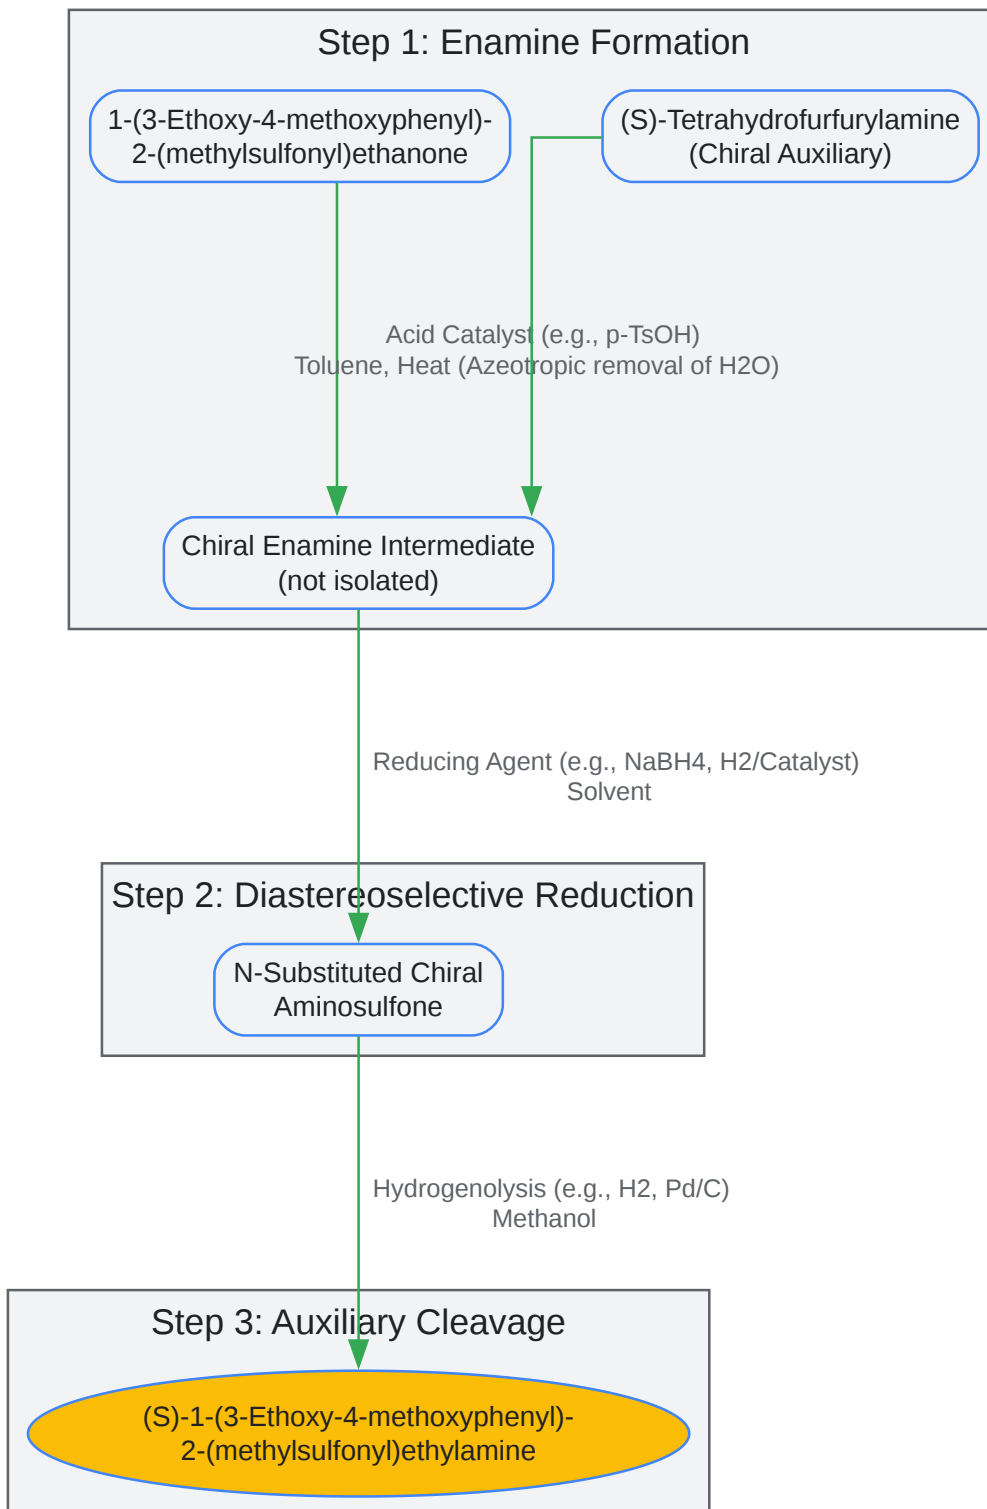 Step 1: Enamine Formation
1-(3-Ethoxy-4-methoxyphenyl)-
2-(methylsulfonyl)ethanone
(S)-Tetrahydrofurfurylamine
(Chiral Auxiliary)
Acid Catalyst (e.g., p-TsOH)
Toluene, Heat (Azeotropic removal of H2O)
Chiral Enamine Intermediate
(not isolated)
Reducing Agent (e.g., NaBH4, H2/Catalyst)
Solvent
Step 2: Diastereoselective Reduction
N-Substituted Chiral
Aminosulfone
Hydrogenolysis (e.g., H2, Pd/C)
Methanol
Step 3: Auxiliary Cleavage
(S)-1-(3-Ethoxy-4-methoxyphenyl)-
2-(methylsulfonyl)ethylamine